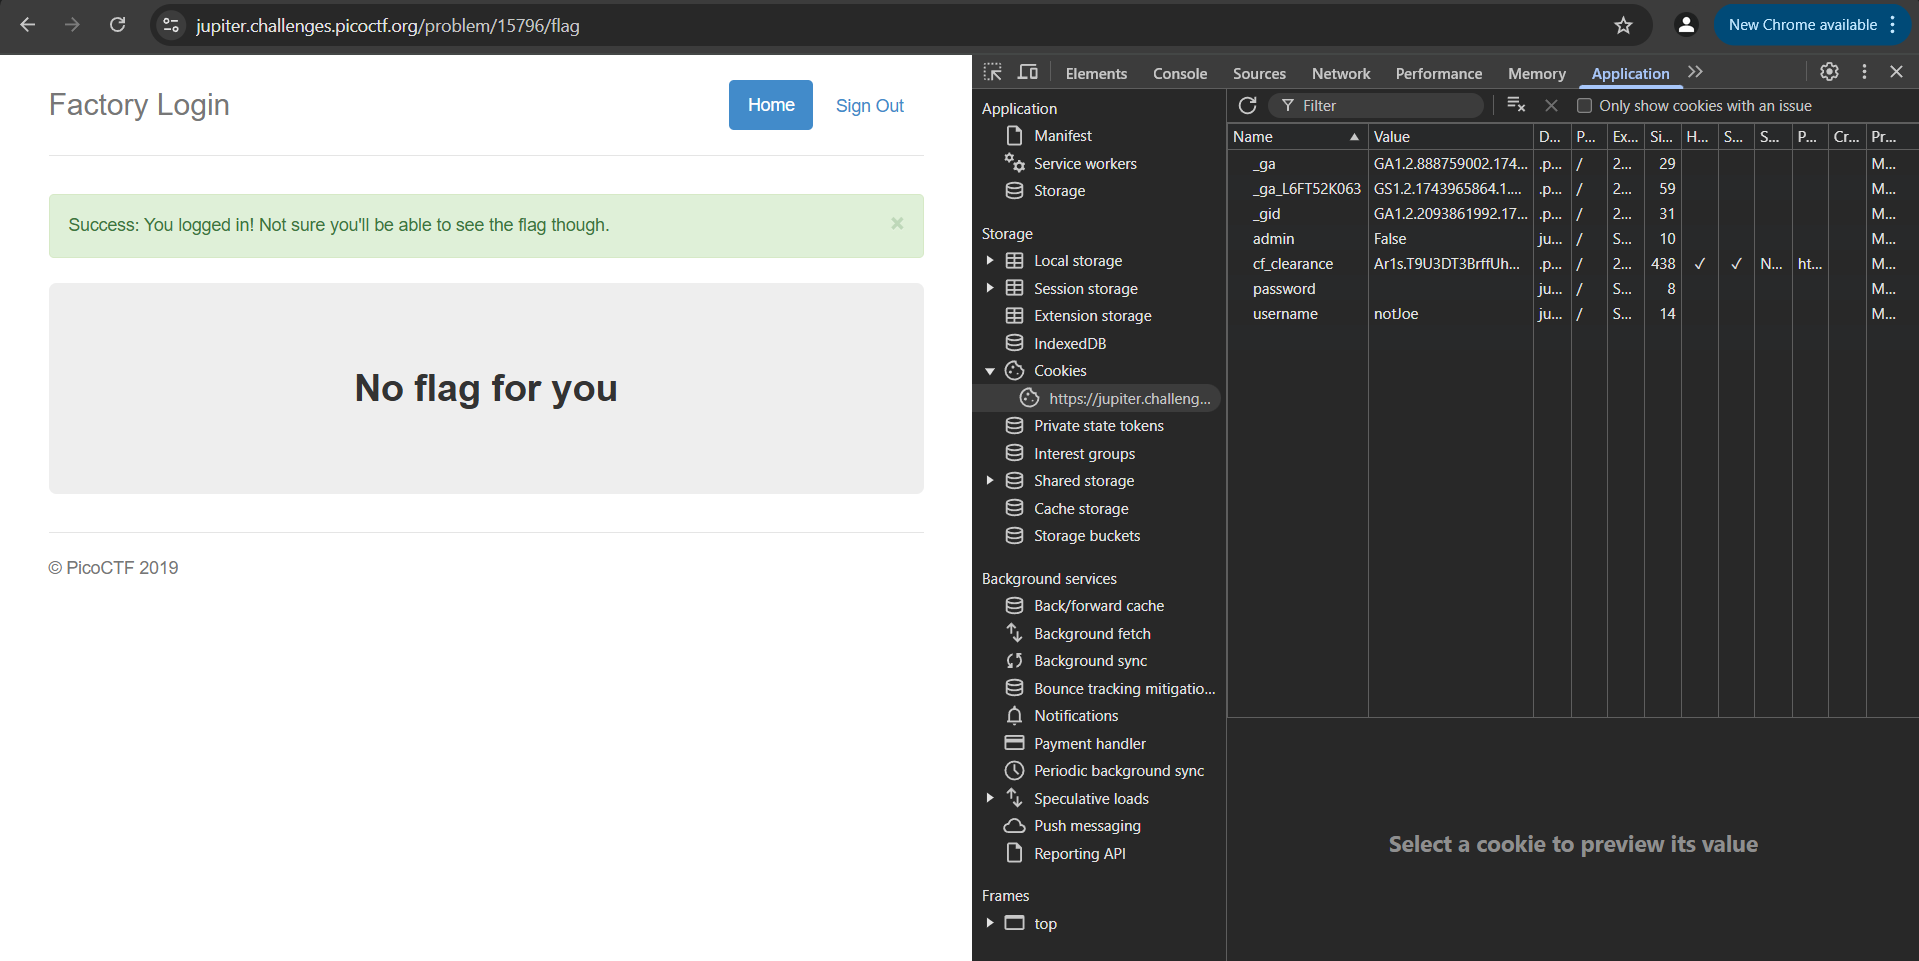 jupiter.challenges.picoctf.org/problem/15796/flag
New Chrome available
Factory Login
Home
Sign Out
Success: You logged in! Not sure you'll be able to see the flag though.
×
No flag for you
© PicoCTF 2019
Elements Console Sources Network Performance Memory Application
Application
Manifest
Service workers
Storage
Storage
Local storage
Session storage
Extension storage
IndexedDB
Cookies
https://jupiter.challeng...
Private state tokens
Interest groups
Shared storage
Cache storage
Storage buckets
Background services
Back/forward cache
Background fetch
Background sync
Bounce tracking mitigatio...
Notifications
Payment handler
Periodic background sync
Speculative loads
Push messaging
Reporting API
Frames
top
Filter
Only show cookies with an issue
Name Value D... P... Ex... Si... H... S... S... P... Cr... Pr...
_ga GA1.2.888759002.174... .p... / 2... 29 M...
_ga_L6FT52K063 GS1.2.1743965864.1.... .p... / 2... 59 M...
_gid GA1.2.2093861992.17... .p... / 2... 31 M...
admin False ju... / S... 10 M...
cf_clearance Ar1s.T9U3DT3BrffUh... .p... / 2... 438 ✓ ✓ N... ht... M...
password ju... / S... 8 M...
username notJoe ju... / S... 14 M...
Select a cookie to preview its value